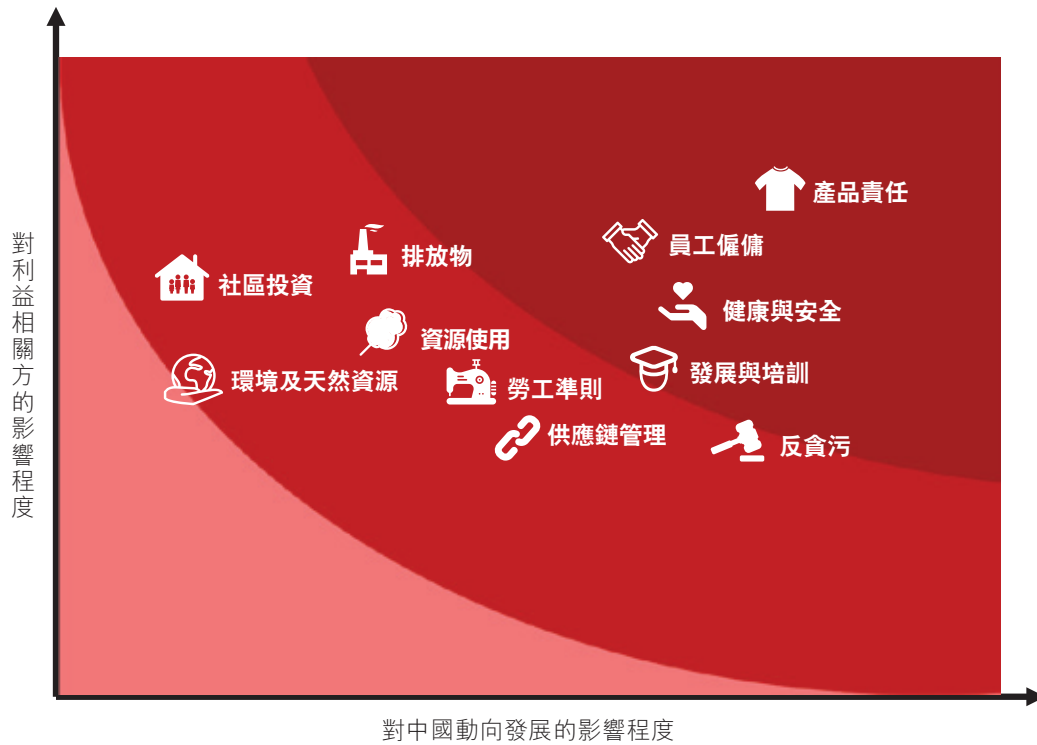 對利益相關方的影響程度
產品責任
員工僱傭
排放物
社區投資
健康與安全
資源使用
發展與培訓
環境及天然資源
勞工準則
供應鏈管理
反貪污
對中國動向發展的影響程度